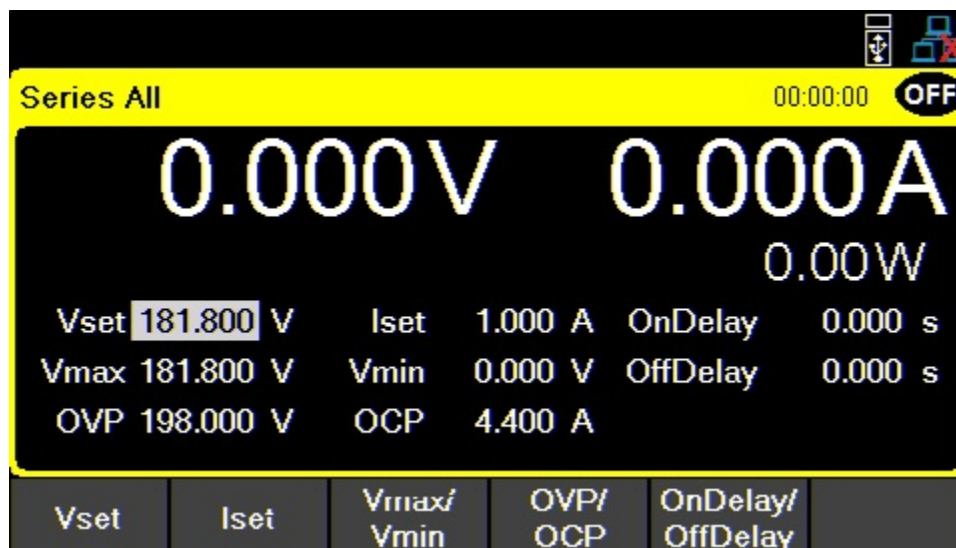 Series All 00:00:00 OFF
0.000V 0.000A
0.00W
Vset 181.800 V Iset 1.000 A OnDelay 0.000 s
Vmax 181.800 V Vmin 0.000 V OffDelay 0.000 s
OVP 198.000 V OCP 4.400 A
Vset Iset Vmax/ Vmin OVP/ OCP OnDelay/ OffDelay